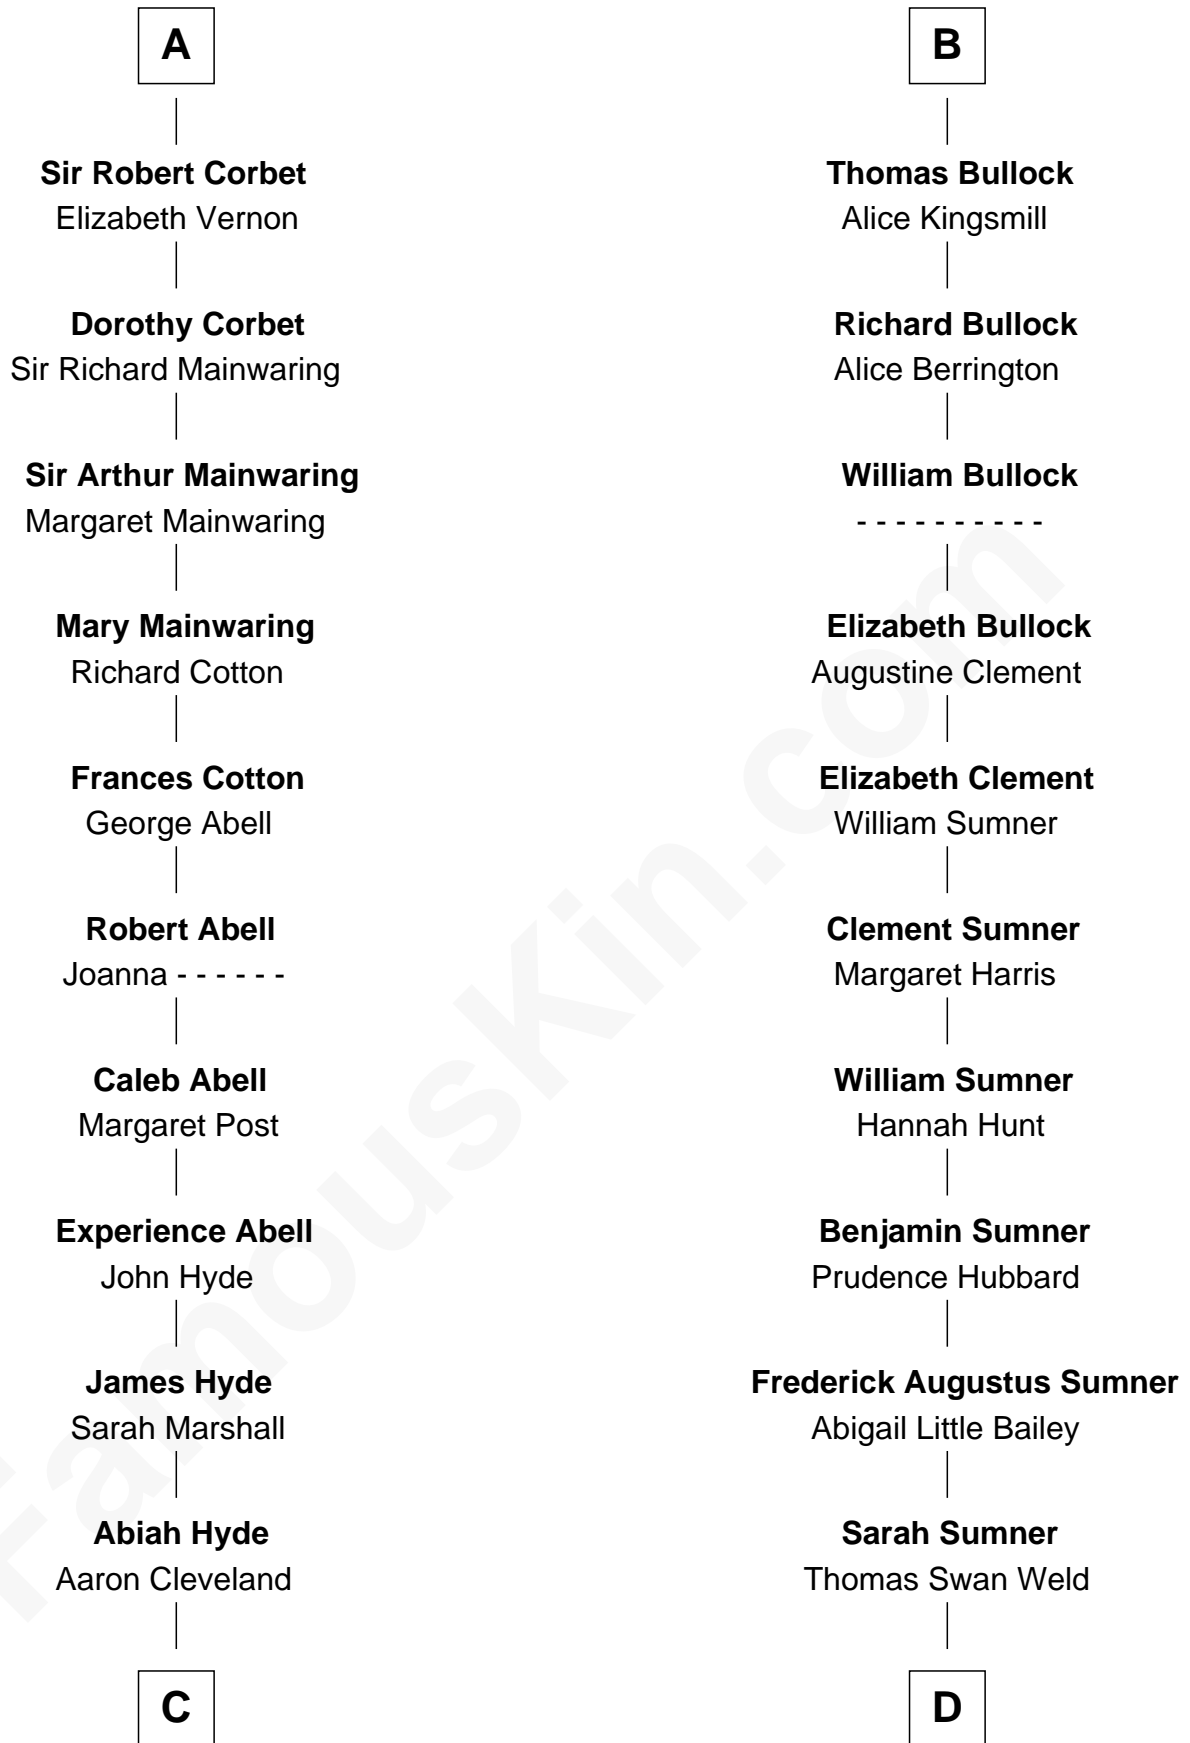 A
Sir Robert Corbet
Elizabeth Vernon
Dorothy Corbet
Sir Richard Mainwaring
Sir Arthur Mainwaring
Margaret Mainwaring
Mary Mainwaring
Richard Cotton
Frances Cotton
George Abell
Robert Abell
Joanna - - - - - -
Caleb Abell
Margaret Post
Experience Abell
John Hyde
James Hyde
Sarah Marshall
Abiah Hyde
Aaron Cleveland
C
B
Thomas Bullock
Alice Kingsmill
Richard Bullock
Alice Berrington
William Bullock
- - - - - - - - - -
Elizabeth Bullock
Augustine Clement
Elizabeth Clement
William Sumner
Clement Sumner
Margaret Harris
William Sumner
Hannah Hunt
Benjamin Sumner
Prudence Hubbard
Frederick Augustus Sumner
Abigail Little Bailey
Sarah Sumner
Thomas Swan Weld
D
FamousKin.com